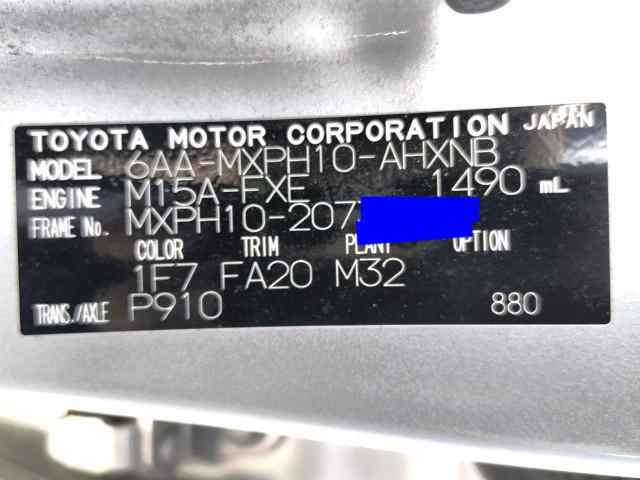 TOYOTA MOTOR CORPORATION JAPAN
MODEL 6AA-MXPH10-AHXNB
ENGINE M15A-FXE 1490 mL
FRAME No. MXPH10-207
COLOR TRIM PLANT OPTION
1F7 FA20 M32
TRANS./AXLE P910 880